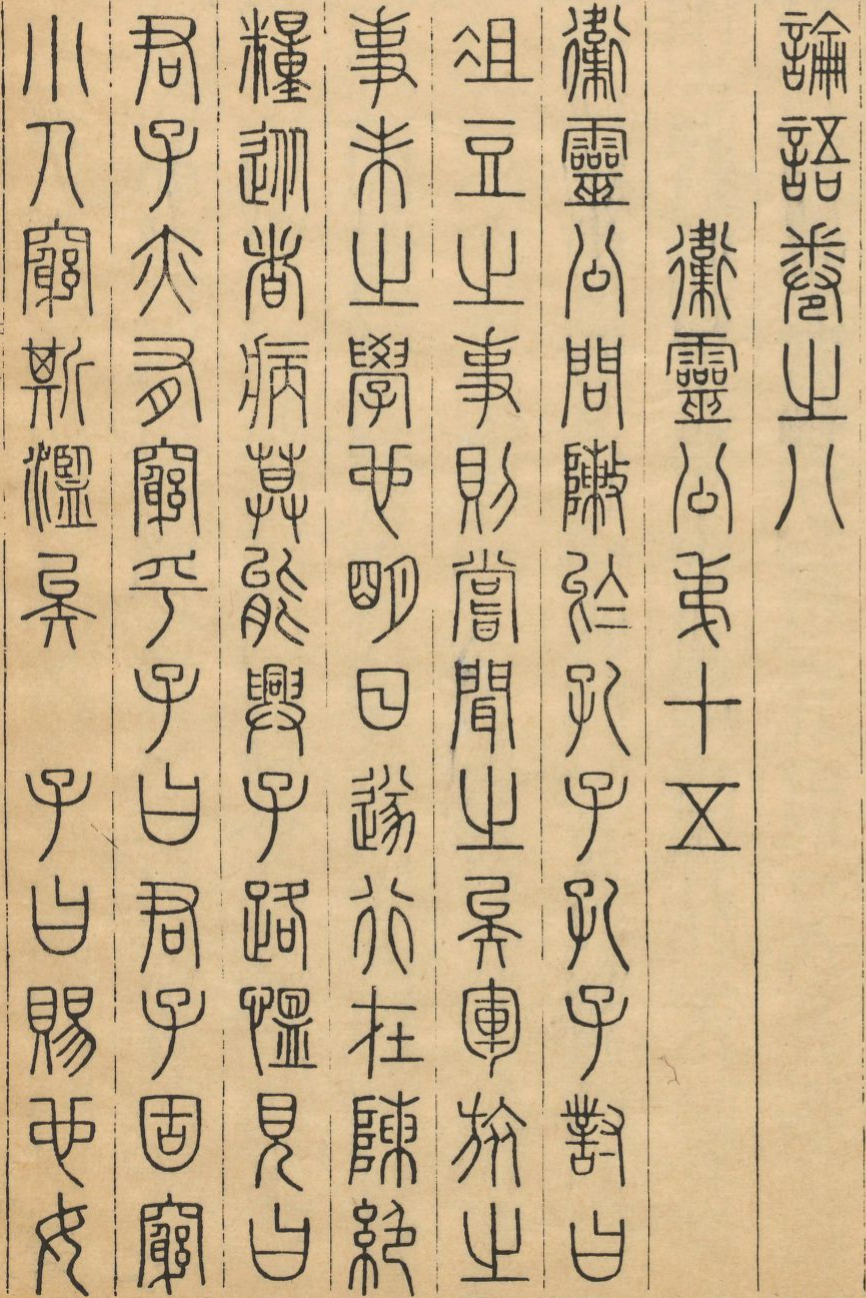 論語卷之八
衞靈公弟十五
衞靈公問敶於孔子孔子對曰
俎豆之事則嘗聞之矣軍旅之
事未之學也明日遂行在陳絕
糧從者病莫能興子路慍見曰
君子亦有窮乎子曰君子固窮
小人窮斯濫矣　子曰賜也女